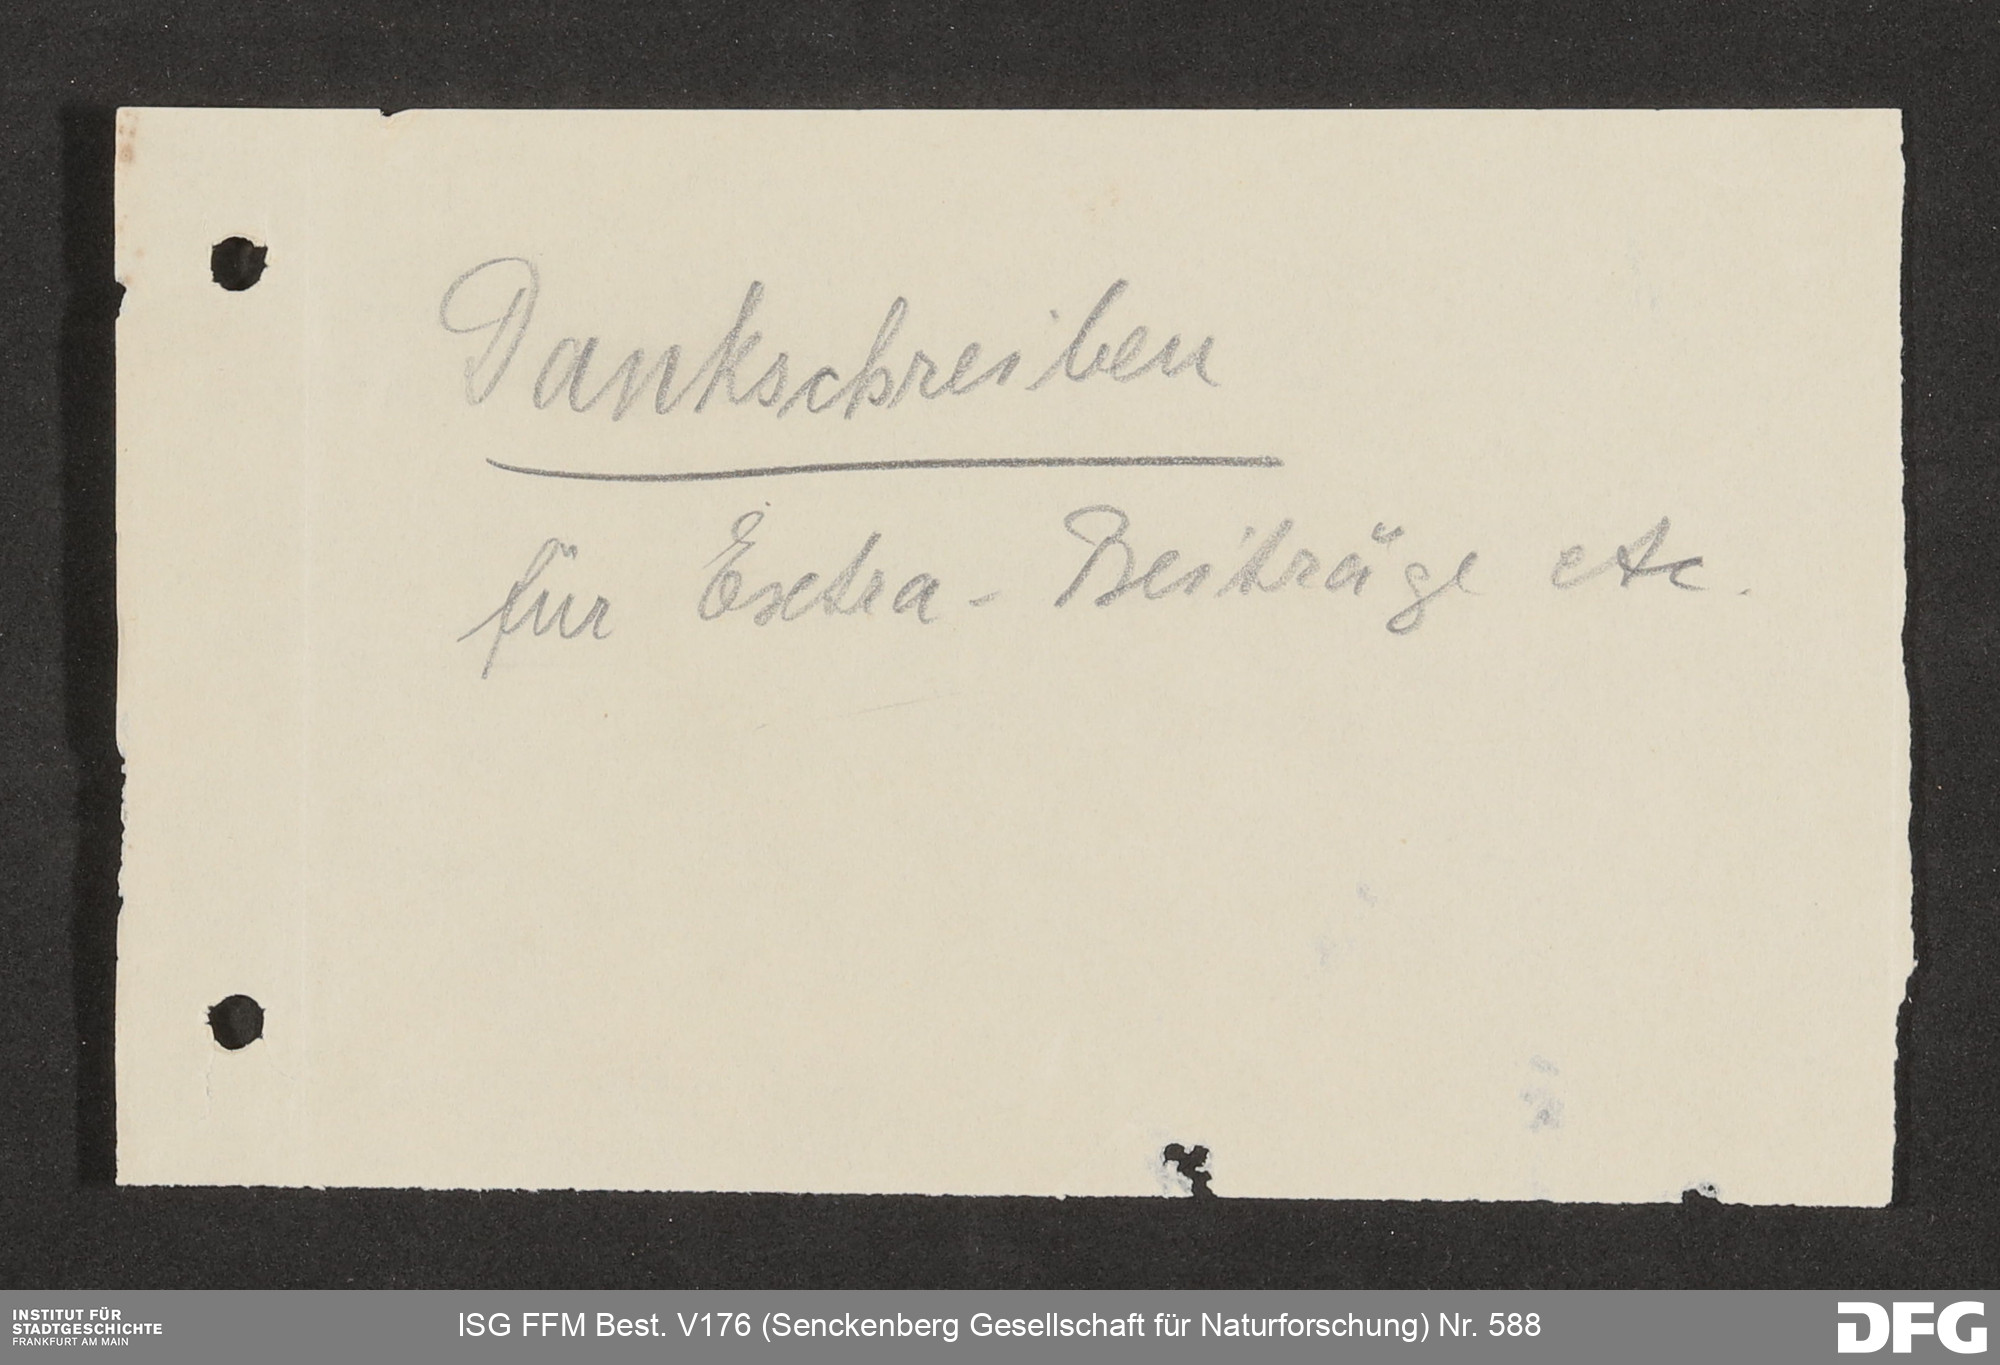 Dankschreiben
für Extra-Beiträge etc.
INSTITUT FÜR
STADTGESCHICHTE
FRANKFURT AM MAIN
ISG FFM Best. V176 (Senckenberg Gesellschaft für Naturforschung) Nr. 588
DFG